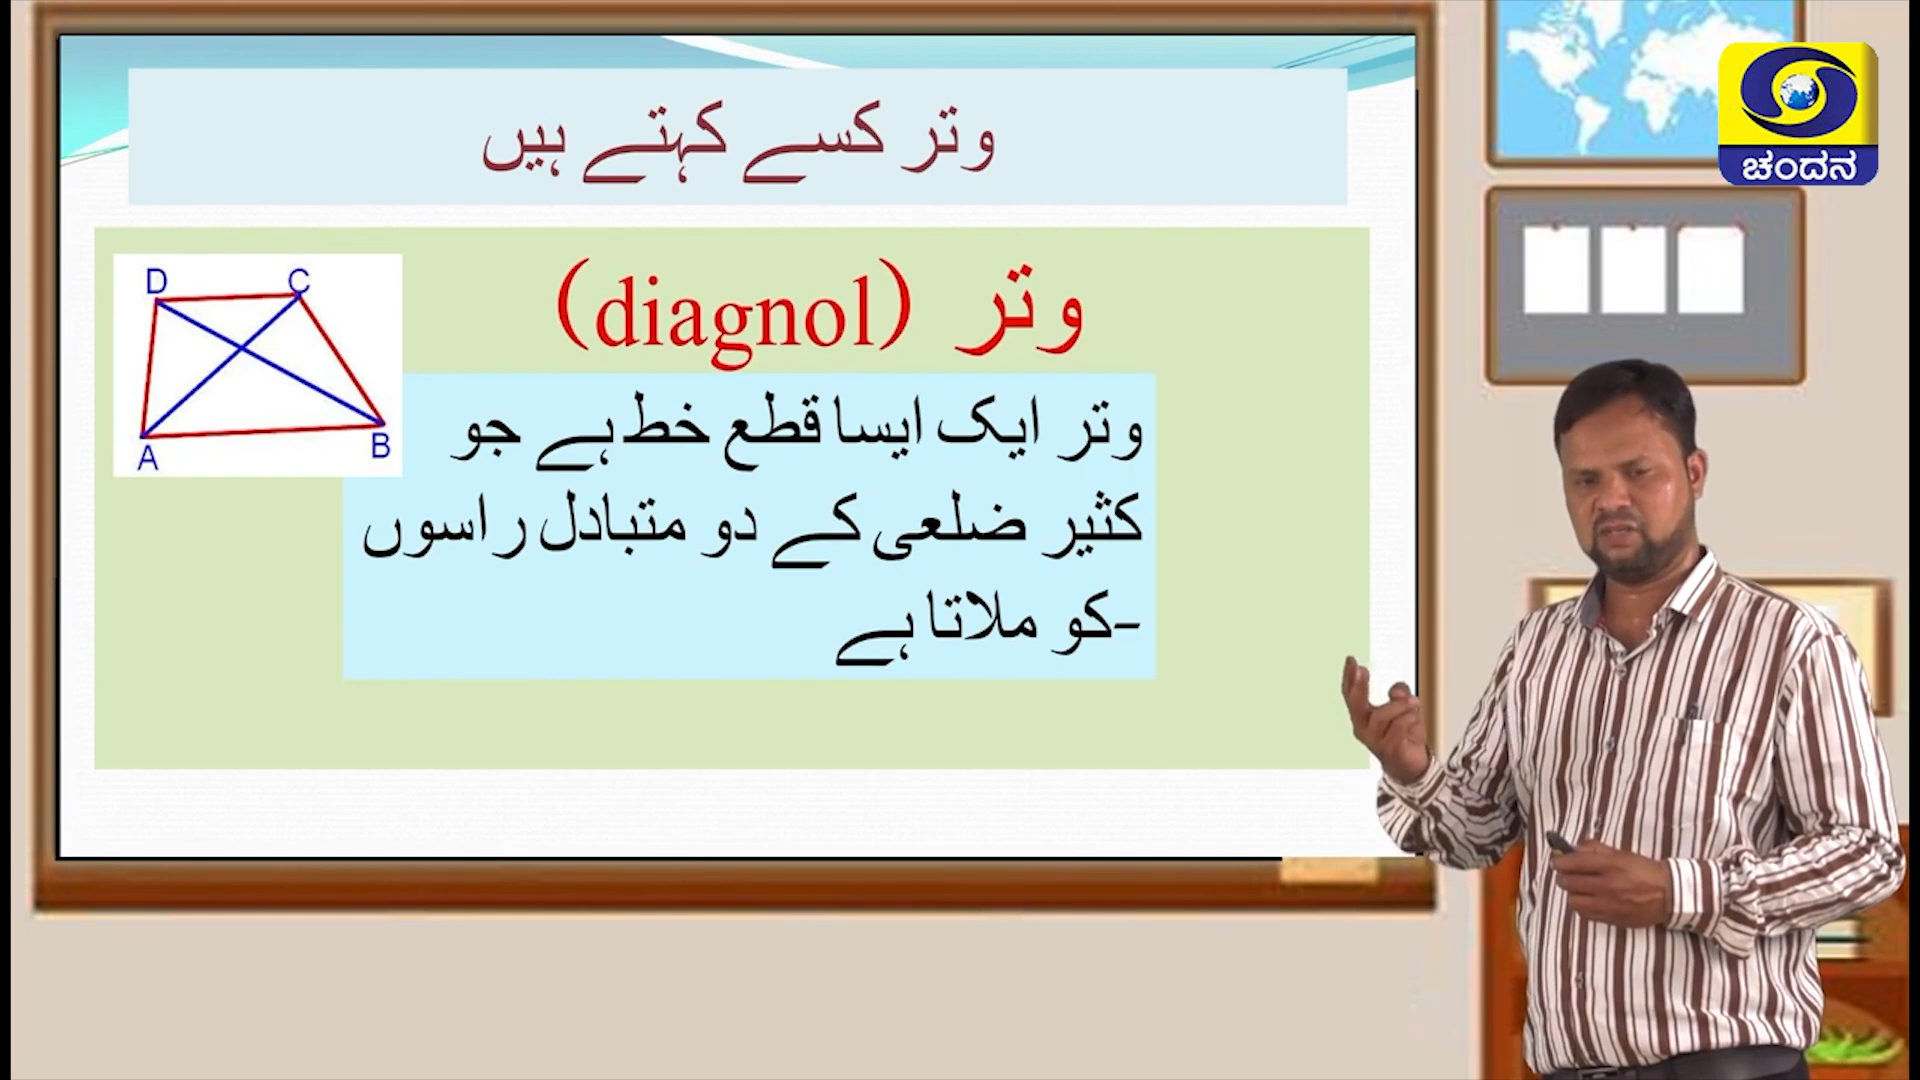 وتر کسے کہتے ہیں
وتر (diagnol)
وتر ایک ایسا قطع خط ہے جو
کثیر ضلعی کے دو متبادل راسوں
کو ملاتا ہے-
D
C
A
B
ಚಂದನ